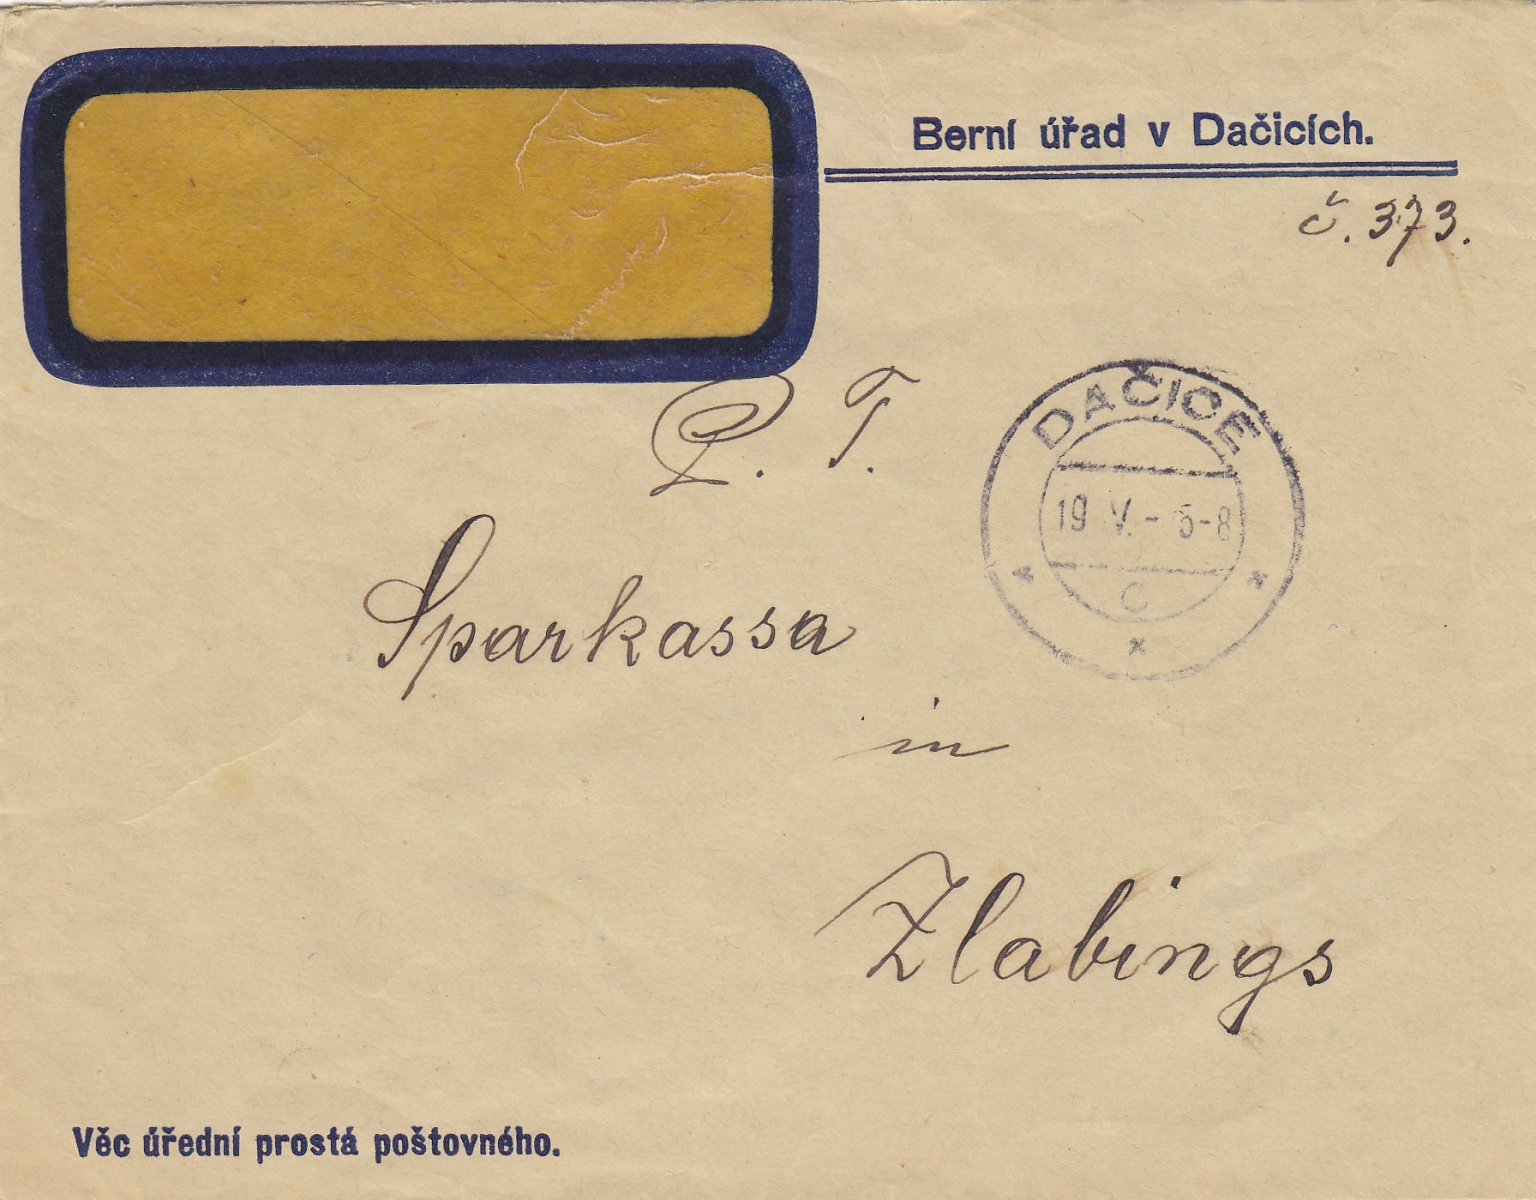 Berní úřad v Dačicích.
č. 373.
P. T.
DAČICE
19 V. - 5-8
C
Sparkassa
in
Zlabings
Věc úřední prostá poštovného.